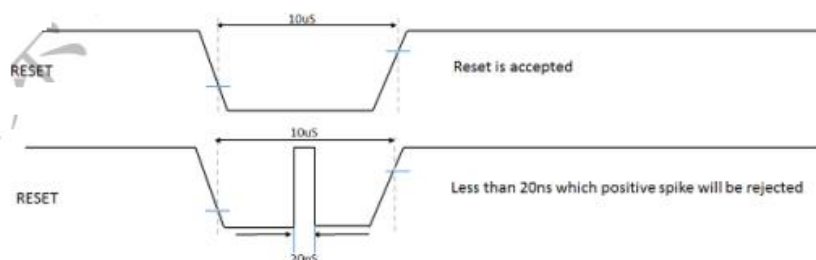 10uS
RESET
Reset is accepted
10uS
RESET
Less than 20ns which positive spike will be rejected
20nS